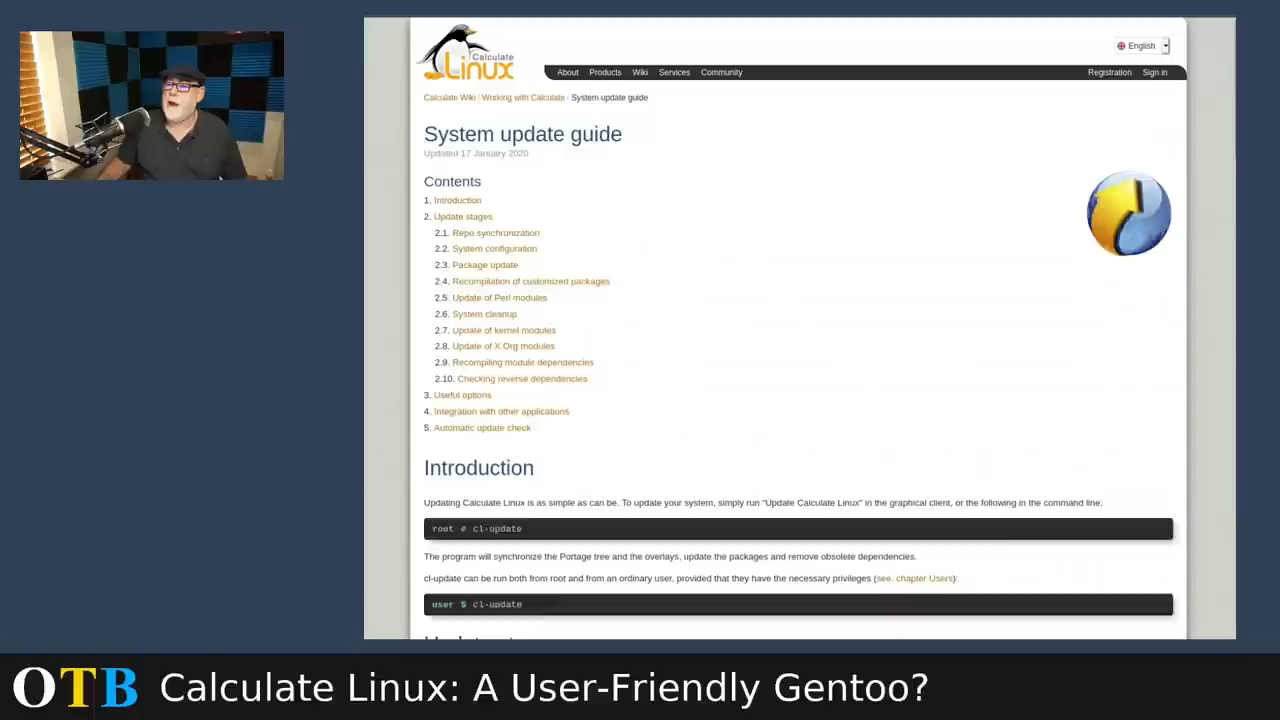 Calculate
Linux
English
About Products Wiki Services Community
Registration Sign in
Calculate Wiki / Working with Calculate / System update guide
System update guide
Updated 17 January 2020
Contents
1. Introduction
2. Update stages
2.1. Repo synchronization
2.2. System configuration
2.3. Package update
2.4. Recompilation of customized packages
2.5. Update of Perl modules
2.6. System cleanup
2.7. Update of kernel modules
2.8. Update of X.Org modules
2.9. Recompiling module dependencies
2.10. Checking reverse dependencies
3. Useful options
4. Integration with other applications
5. Automatic update check
Introduction
Updating Calculate Linux is as simple as can be. To update your system, simply run "Update Calculate Linux" in the graphical client, or the following in the command line:
root # cl-update
The program will synchronize the Portage tree and the overlays, update the packages and remove obsolete dependencies.
cl-update can be run both from root and from an ordinary user, provided that they have the necessary privileges (see. chapter Users):
user $ cl-update
OTB Calculate Linux: A User-Friendly Gentoo?